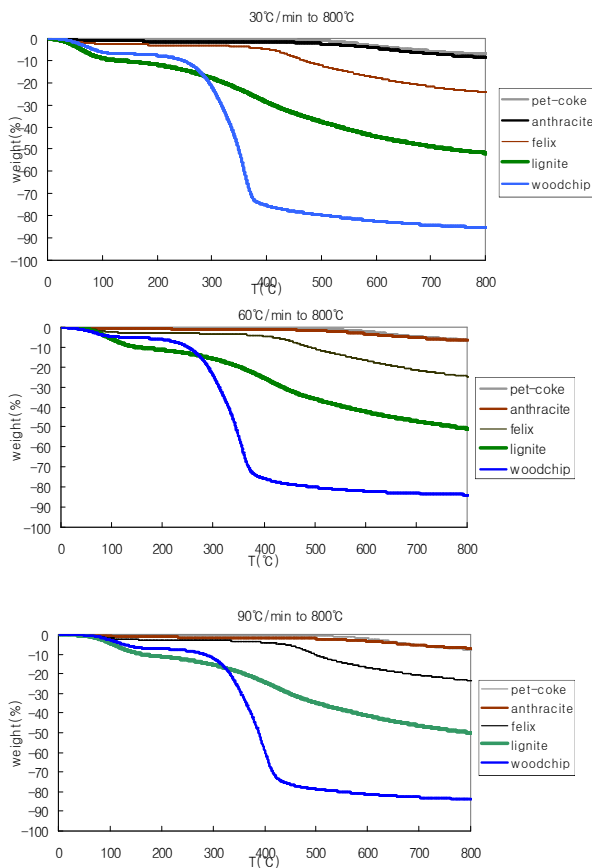 30℃/min to 800℃
0
-10
-20
-30
-40
-50
-60
-70
-80
-90
-100
weight(%)
0 100 200 300 400 500 600 700 800
T(℃)
pet-coke
anthracite
felix
lignite
woodchip
60℃/min to 800℃
0
-10
-20
-30
-40
-50
-60
-70
-80
-90
-100
weight(%)
0 100 200 300 400 500 600 700 800
T(℃)
pet-coke
anthracite
felix
lignite
woodchip
90℃/min to 800℃
0
-10
-20
-30
-40
-50
-60
-70
-80
-90
-100
weight(%)
0 100 200 300 400 500 600 700 800
T(℃)
pet-coke
anthracite
felix
lignite
woodchip